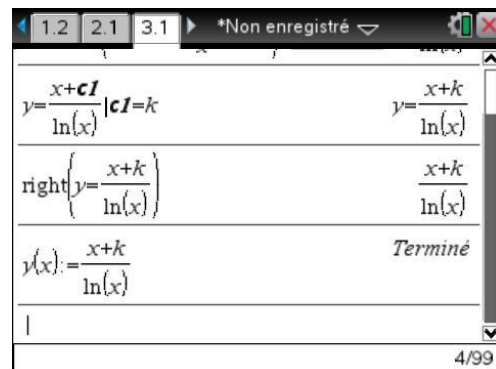 1.2 2.1 3.1 *Non enregistré
y=x+c1/ln(x)|c1=k y=x+k/ln(x)
right(y=x+k/ln(x)) x+k/ln(x)
y(x):=x+k/ln(x) Terminé
4/99